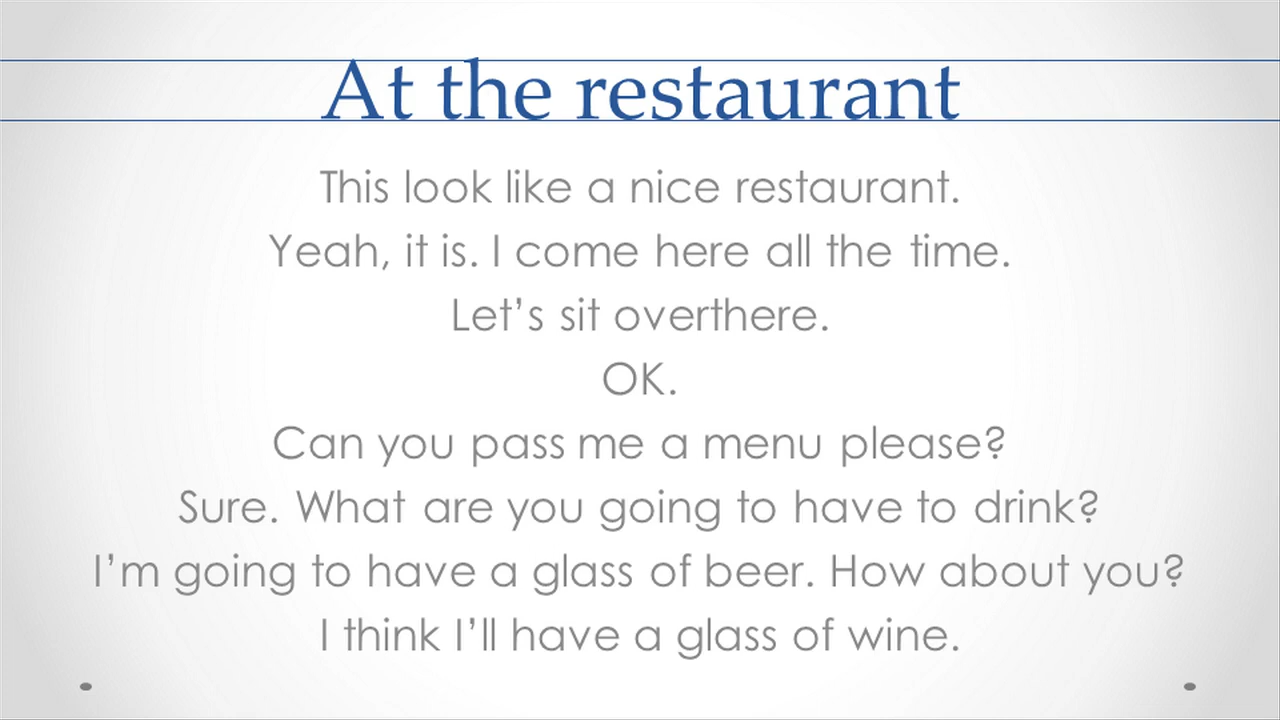 At the restaurant
This look like a nice restaurant.
Yeah, it is. I come here all the time.
Let’s sit overthere.
OK.
Can you pass me a menu please?
Sure. What are you going to have to drink?
I’m going to have a glass of beer. How about you?
I think I’ll have a glass of wine.